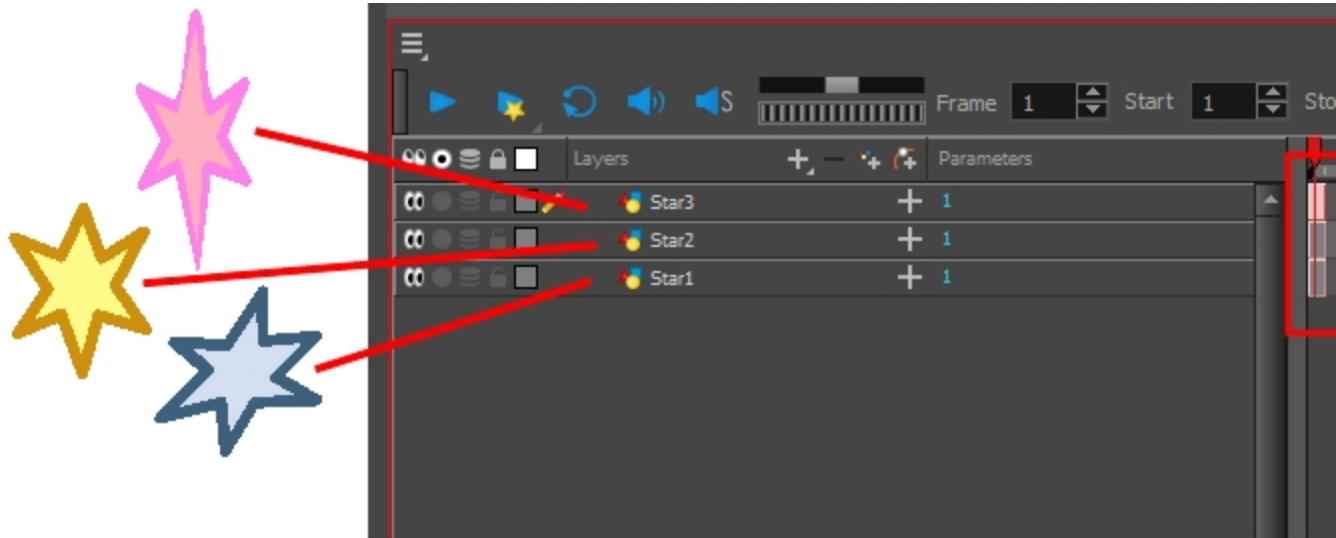 S
Frame 1 Start 1 Sto
Layers Parameters
Star3 1
Star2 1
Star1 1